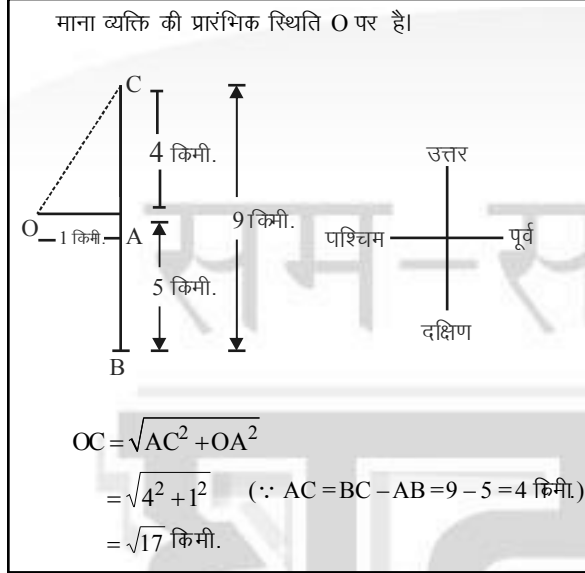 माना व्यक्ति की प्रारंभिक स्थिति O पर है।
C
4 किमी.
उत्तर
O
1 किमी.
A
9 किमी.
पश्चिम
पूर्व
5 किमी.
दक्षिण
B
OC = √(AC² + OA²)
= √(4² + 1²) (∵ AC = BC – AB = 9 – 5 = 4 किमी.)
= √17 किमी.